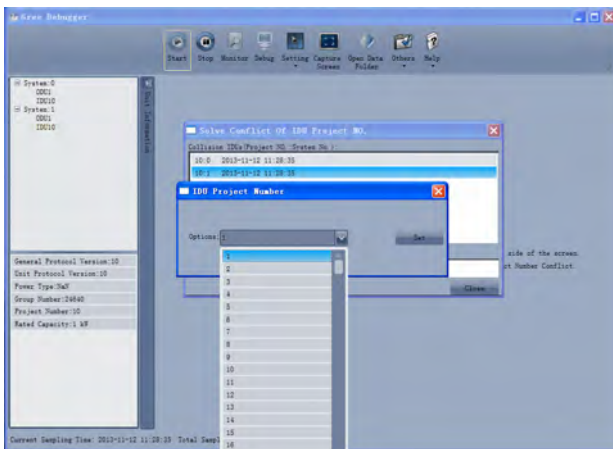 Gree Debugger
Start Stop Monitor Debug Setting Capture Screen Open Data Folder Others Help
System:0
ODU1
IDU10
System:1
ODU1
IDU10
Unit Information
Solve Conflict Of IDU Project NO.
Collision IDUs(Project NO. System No.)
10:0 2013-11-12 11:28:35
10:1 2013-11-12 11:28:35
IDU Project Number
Options: 1
Set
1
2
3
4
5
6
7
8
9
10
11
12
13
14
15
16
side of the screen
ct Number Conflict.
Close
General Protocol Version:10
Unit Protocol Version:10
Power Type:NaN
Group Number:24640
Project Number:10
Rated Capacity:1 kW
Current Sampling Time: 2013-11-12 11:28:35 Total Sampl